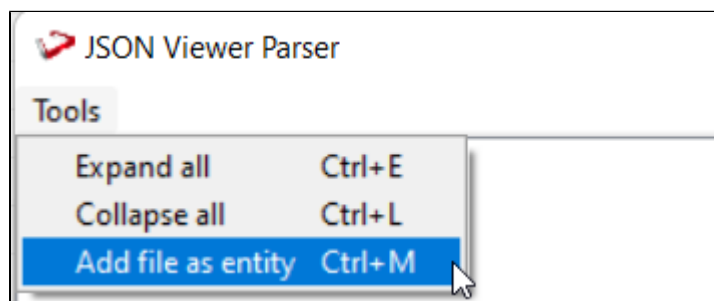 JSON Viewer Parser
Tools
Expand all Ctrl+E
Collapse all Ctrl+L
Add file as entity Ctrl+M